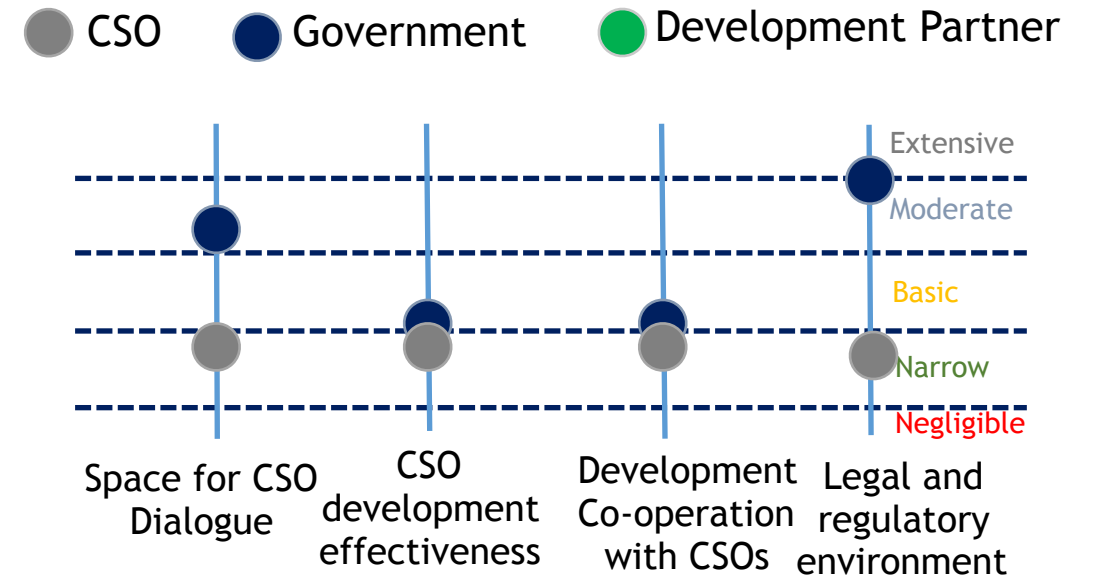 CSO
Government
Development Partner
Extensive
Moderate
Basic
Narrow
Negligible
Space for CSO
Dialogue
CSO
development
effectiveness
Development
Co-operation
with CSOs
Legal and
regulatory
environment